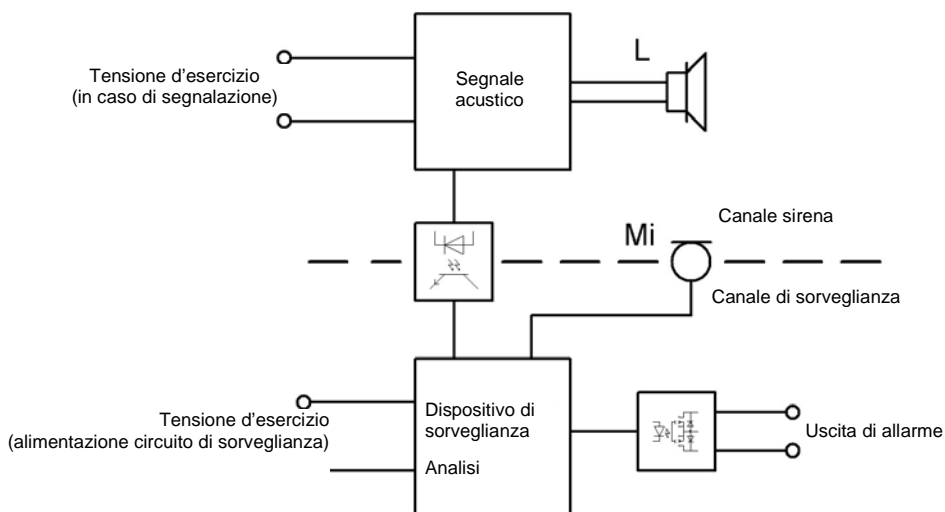 Tensione d'esercizio
(in caso di segnalazione)
Segnale
acustico
L
Mi
Canale sirena
Canale di sorveglianza
Tensione d'esercizio
(alimentazione circuito di sorveglianza)
Dispositivo di
sorveglianza
Analisi
Uscita di allarme